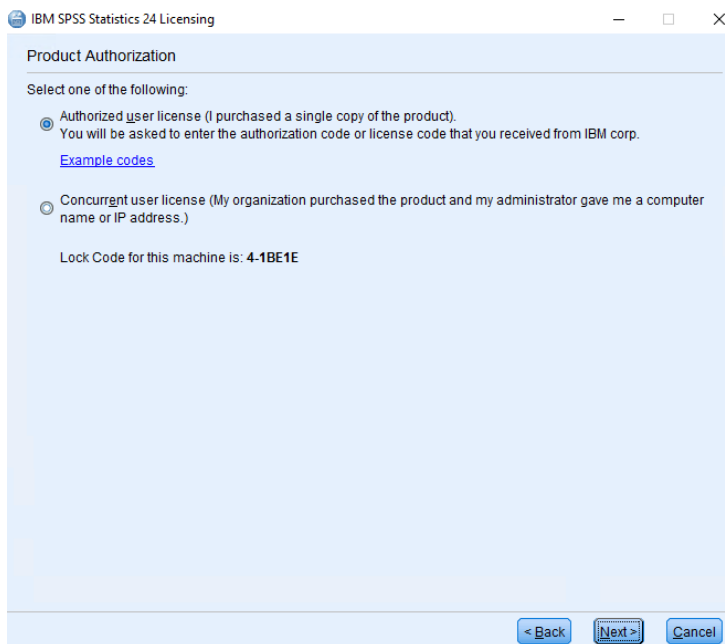 IBM SPSS Statistics 24 Licensing
Product Authorization
Select one of the following:
Authorized user license (I purchased a single copy of the product).
You will be asked to enter the authorization code or license code that you received from IBM corp.
Example codes
Concurrent user license (My organization purchased the product and my administrator gave me a computer
name or IP address.)
Lock Code for this machine is: 4-1BE1E
< Back Next > Cancel